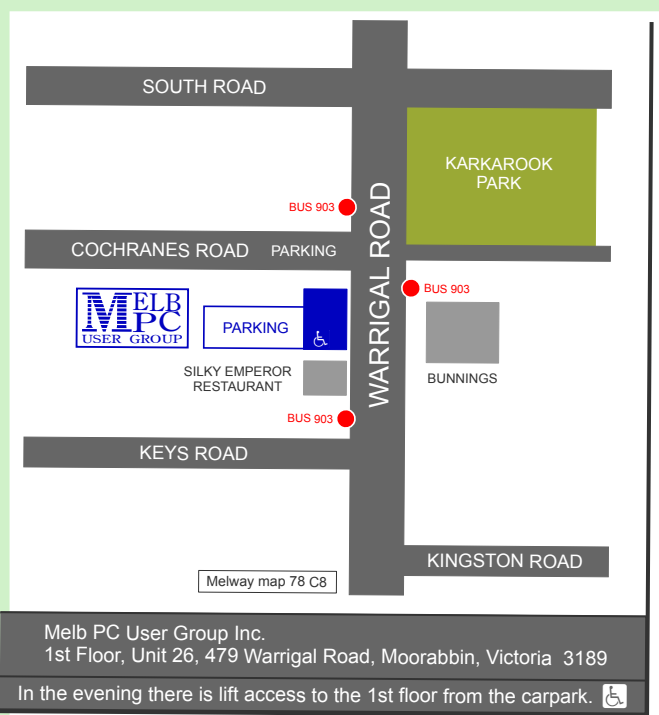 SOUTH ROAD
KARKAROOK
PARK
BUS 903
WARRIGAL ROAD
COCHRANES ROAD PARKING
BUS 903
MELB
PC
USER GROUP
PARKING
SILKY EMPEROR
RESTAURANT
BUNNINGS
BUS 903
KEYS ROAD
KINGSTON ROAD
Melway map 78 C8
Melb PC User Group Inc.
1st Floor, Unit 26, 479 Warrigal Road, Moorabbin, Victoria 3189
In the evening there is lift access to the 1st floor from the carpark.